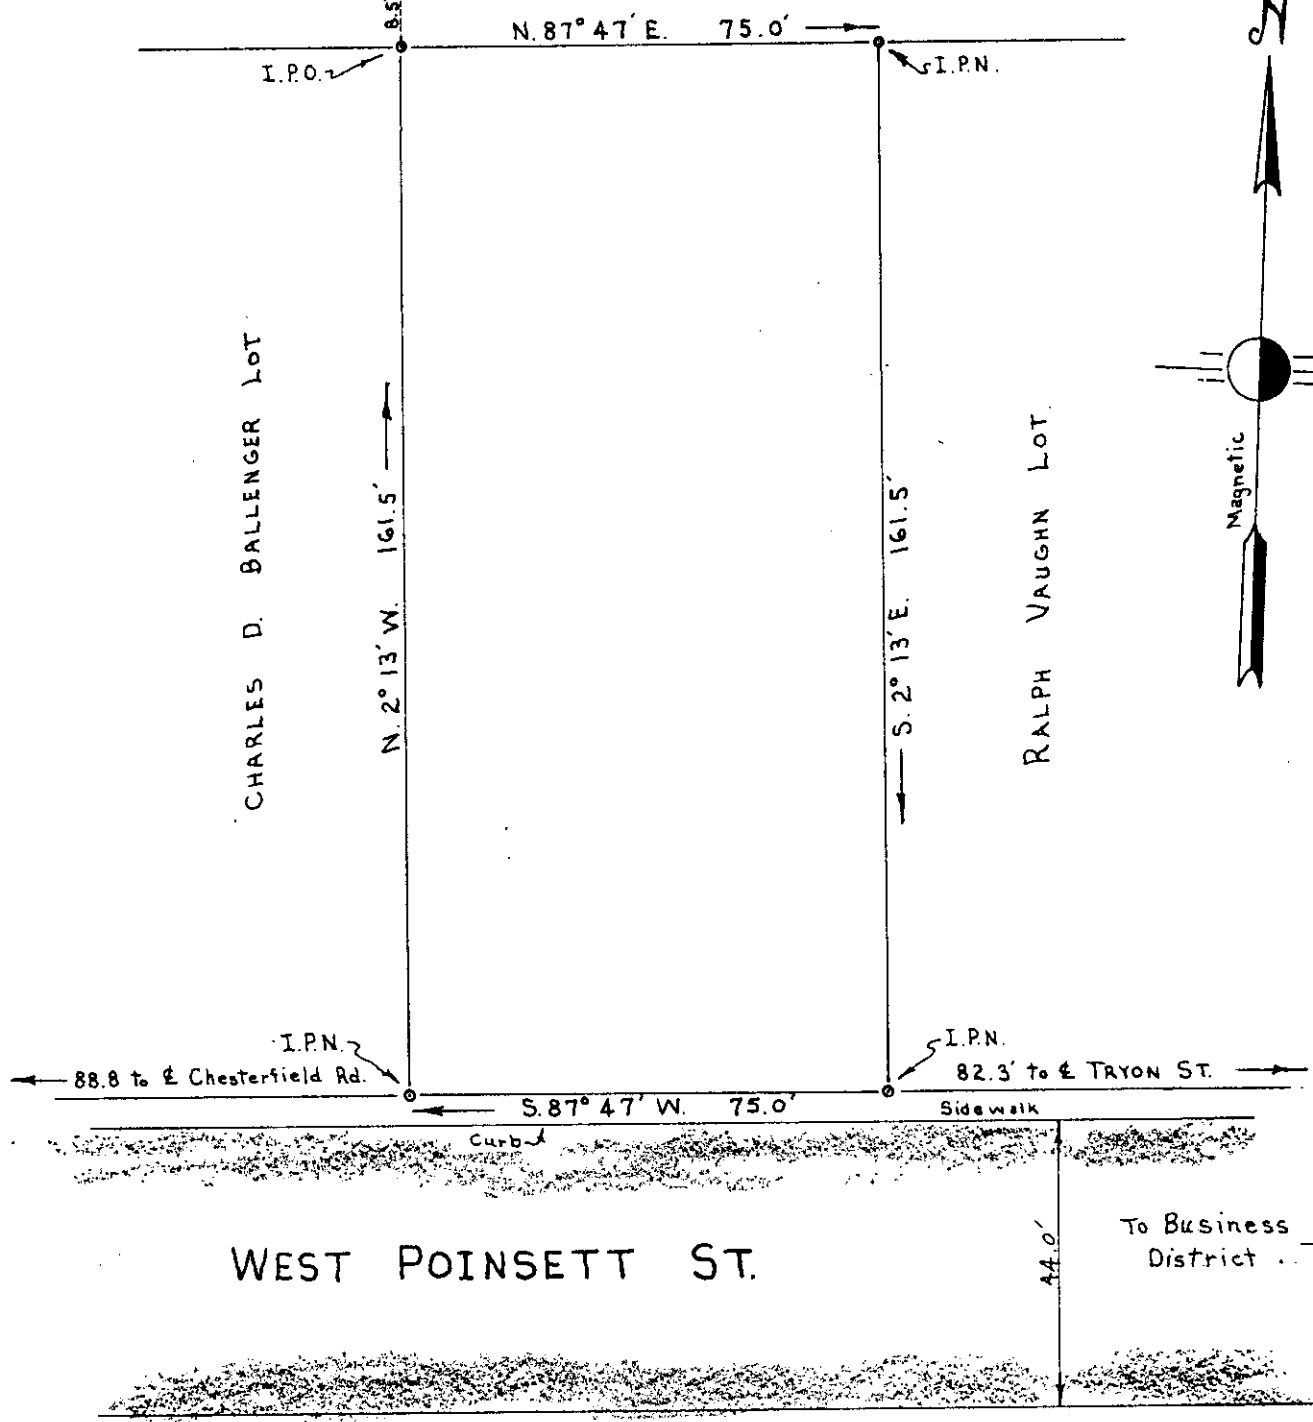 8.5'
N. 87° 47' E. 75.0'
N
I.P.O.
I.P.N.
CHARLES D. BALLENGER LOT
N. 2° 13' W. 161.5'
S. 2° 13' E. 161.5'
RALPH VAUGHN LOT.
Magnetic
I.P.N.
I.P.N.
88.8 to ℄ Chesterfield Rd.
82.3' to ℄ TRYON ST.
S. 87° 47' W. 75.0'
Sidewalk
Curb
WEST POINSETT ST.
44.0'
To Business
District